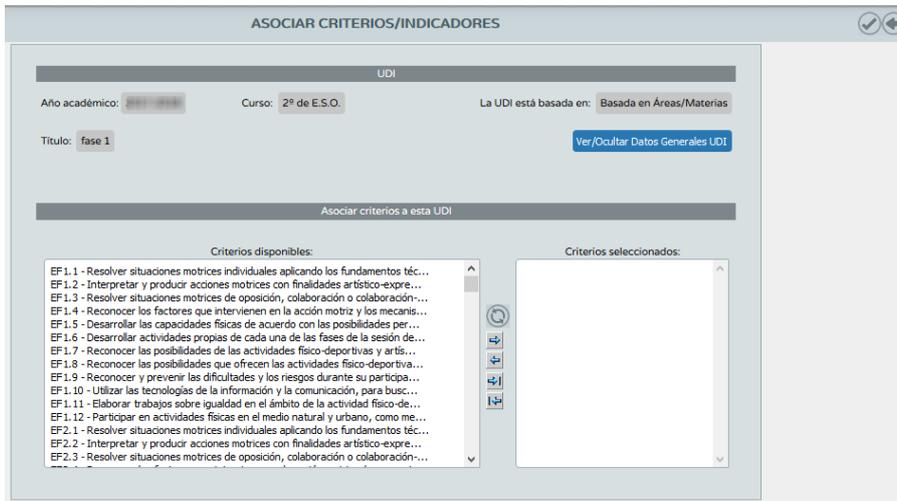 ASOCIAR CRITERIOS/INDICADORES
UDI
Año académico:
Curso: 2º de E.S.O.
La UDI está basada en: Basada en Áreas/Materias
Título: fase 1
Ver/Ocultar Datos Generales UDI
Asociar criterios a esta UDI
Criterios disponibles:
Criterios seleccionados:
EF1.1 - Resolver situaciones motrices individuales aplicando los fundamentos téc...
EF1.2 - Interpretar y producir acciones motrices con finalidades artístico-expre...
EF1.3 - Resolver situaciones motrices de oposición, colaboración o colaboración-...
EF1.4 - Reconocer los factores que intervienen en la acción motriz y los mecanis...
EF1.5 - Desarrollar las capacidades físicas de acuerdo con las posibilidades per...
EF1.6 - Desarrollar actividades propias de cada una de las fases de la sesión de...
EF1.7 - Reconocer las posibilidades de las actividades físico-deportivas y artís...
EF1.8 - Reconocer las posibilidades que ofrecen las actividades físico-deportiva...
EF1.9 - Reconocer y prevenir las dificultades y los riesgos durante su participa...
EF1.10 - Utilizar las tecnologías de la información y la comunicación, para busc...
EF1.11 - Elaborar trabajos sobre igualdad en el ámbito de la actividad físico-de...
EF1.12 - Participar en actividades físicas en el medio natural y urbano, como me...
EF2.1 - Resolver situaciones motrices individuales aplicando los fundamentos téc...
EF2.2 - Interpretar y producir acciones motrices con finalidades artístico-expre...
EF2.3 - Resolver situaciones motrices de oposición, colaboración o colaboración-...